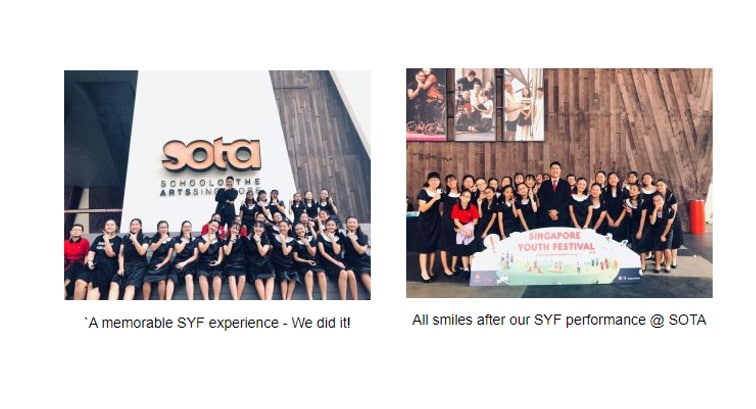 sota
SCHOOL OF THE
ARTS SINGAPORE
SINGAPORE
YOUTH FESTIVAL
`A memorable SYF experience - We did it!
All smiles after our SYF performance @ SOTA